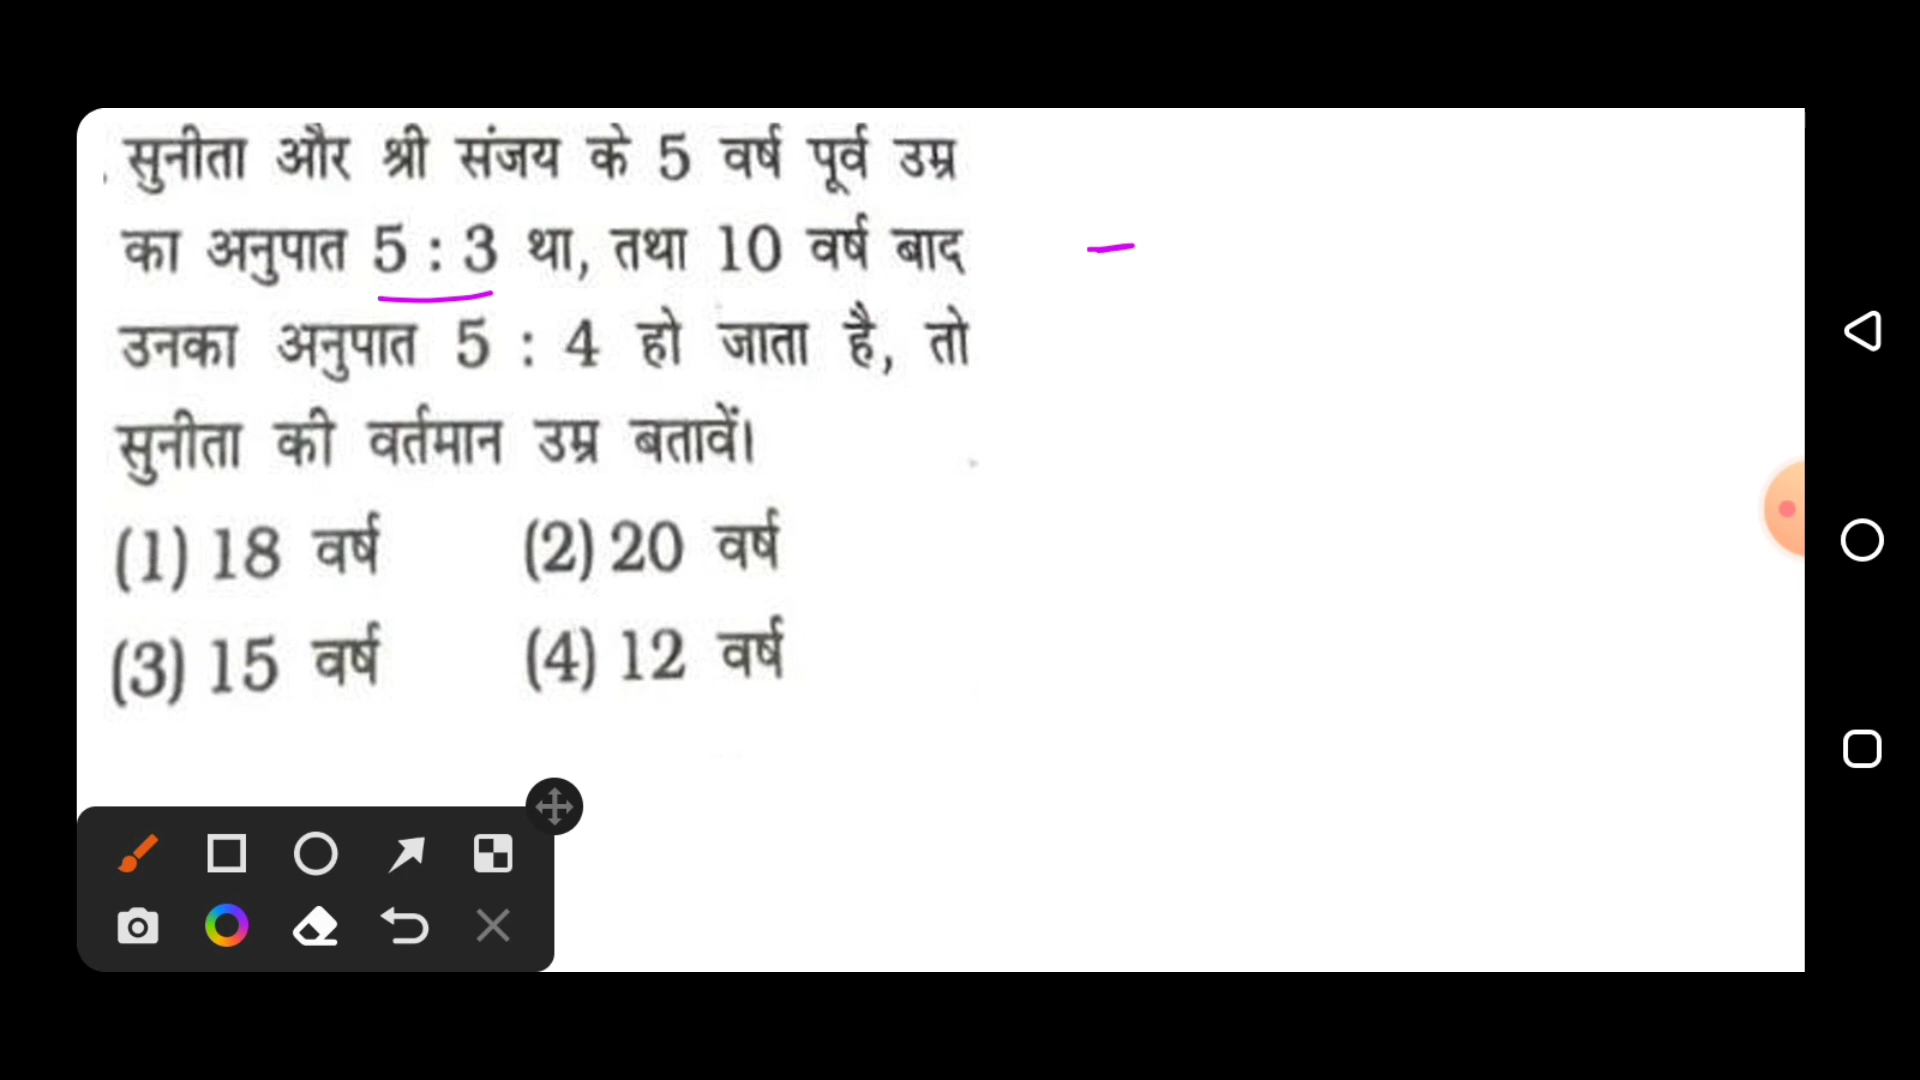 सुनीता और श्री संजय के 5 वर्ष पूर्व उम्र
का अनुपात 5 : 3 था, तथा 10 वर्ष बाद
उनका अनुपात 5 : 4 हो जाता है, तो
सुनीता की वर्तमान उम्र बतावें।
(1) 18 वर्ष (2) 20 वर्ष
(3) 15 वर्ष (4) 12 वर्ष